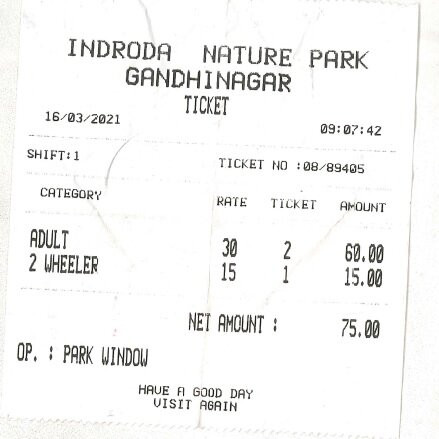 INDRODA NATURE PARK
GANDHINAGAR
TICKET
16/03/2021 09:07:42
SHIFT:1 TICKET NO :08/89405
CATEGORY RATE TICKET AMOUNT
ADULT 30 2 60.00
2 WHEELER 15 1 15.00
NET AMOUNT : 75.00
OP. : PARK WINDOW
HAVE A GOOD DAY
VISIT AGAIN